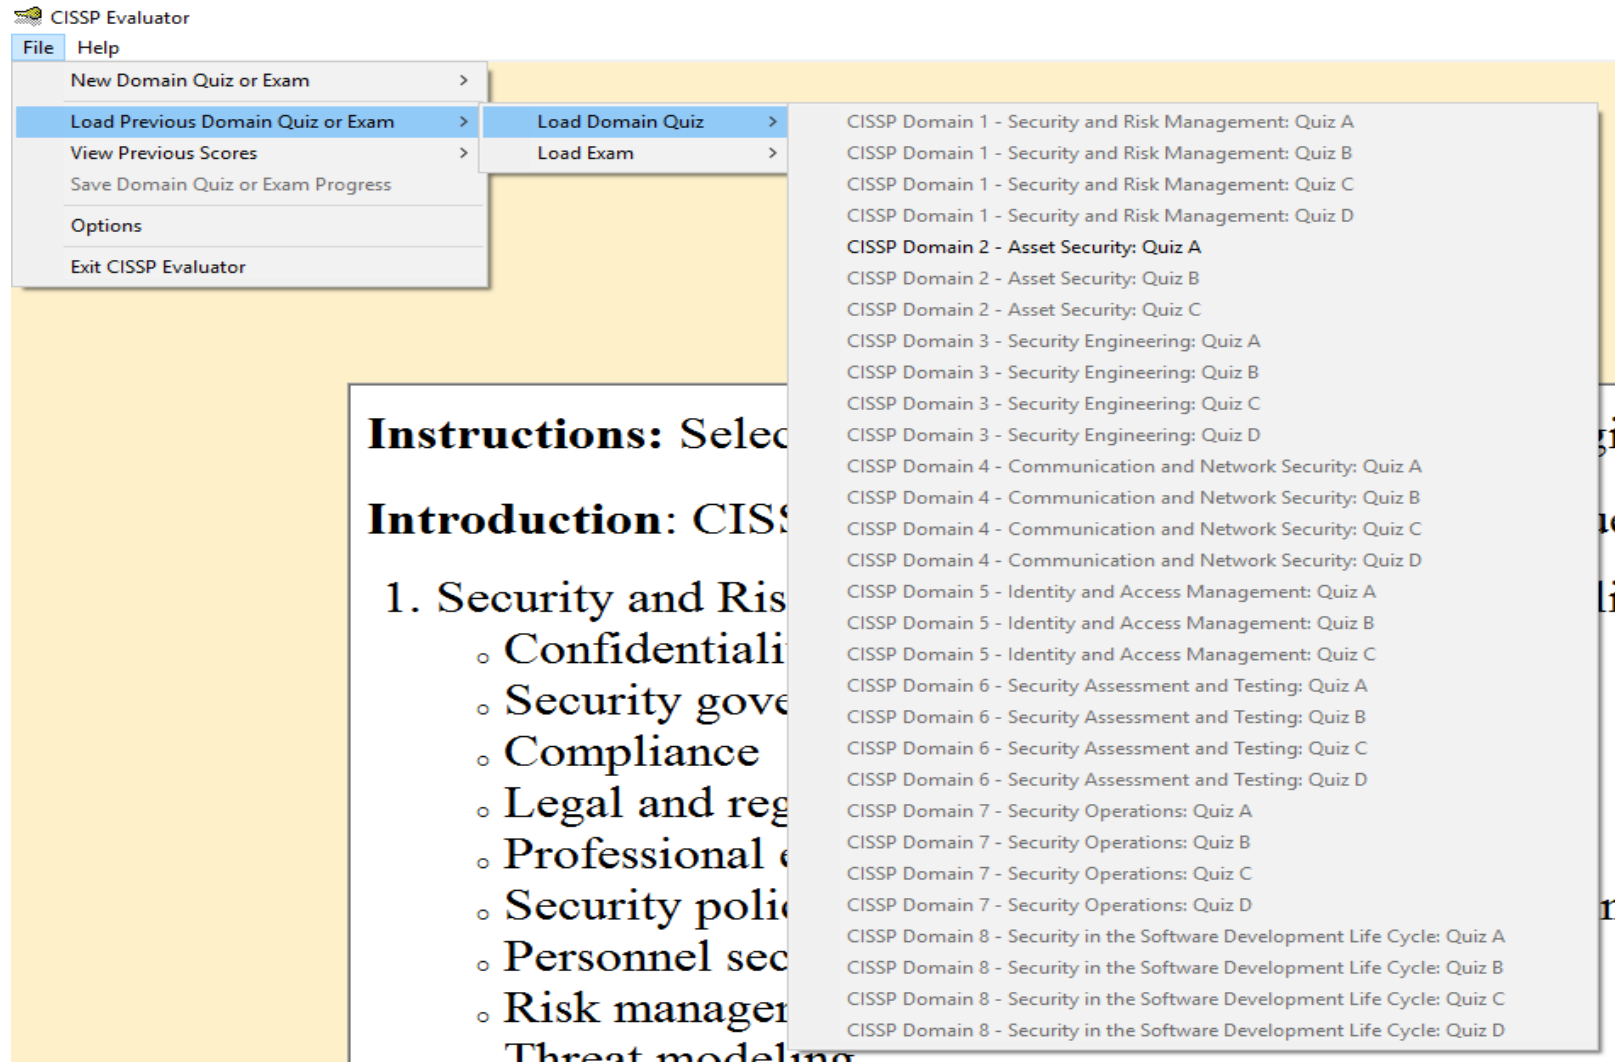 CISSP Evaluator
File Help
New Domain Quiz or Exam >
Load Previous Domain Quiz or Exam >
View Previous Scores >
Save Domain Quiz or Exam Progress
Options
Exit CISSP Evaluator
Load Domain Quiz >
Load Exam >
CISSP Domain 1 - Security and Risk Management: Quiz A
CISSP Domain 1 - Security and Risk Management: Quiz B
CISSP Domain 1 - Security and Risk Management: Quiz C
CISSP Domain 1 - Security and Risk Management: Quiz D
CISSP Domain 2 - Asset Security: Quiz A
CISSP Domain 2 - Asset Security: Quiz B
CISSP Domain 2 - Asset Security: Quiz C
CISSP Domain 3 - Security Engineering: Quiz A
CISSP Domain 3 - Security Engineering: Quiz B
CISSP Domain 3 - Security Engineering: Quiz C
CISSP Domain 3 - Security Engineering: Quiz D
CISSP Domain 4 - Communication and Network Security: Quiz A
CISSP Domain 4 - Communication and Network Security: Quiz B
CISSP Domain 4 - Communication and Network Security: Quiz C
CISSP Domain 4 - Communication and Network Security: Quiz D
CISSP Domain 5 - Identity and Access Management: Quiz A
CISSP Domain 5 - Identity and Access Management: Quiz B
CISSP Domain 5 - Identity and Access Management: Quiz C
CISSP Domain 6 - Security Assessment and Testing: Quiz A
CISSP Domain 6 - Security Assessment and Testing: Quiz B
CISSP Domain 6 - Security Assessment and Testing: Quiz C
CISSP Domain 6 - Security Assessment and Testing: Quiz D
CISSP Domain 7 - Security Operations: Quiz A
CISSP Domain 7 - Security Operations: Quiz B
CISSP Domain 7 - Security Operations: Quiz C
CISSP Domain 7 - Security Operations: Quiz D
CISSP Domain 8 - Security in the Software Development Life Cycle: Quiz A
CISSP Domain 8 - Security in the Software Development Life Cycle: Quiz B
CISSP Domain 8 - Security in the Software Development Life Cycle: Quiz C
CISSP Domain 8 - Security in the Software Development Life Cycle: Quiz D
Instructions: Selec
Introduction: CISS
1. Security and Ris
Confidentiali
Security gove
Compliance
Legal and reg
Professional e
Security polic
Personnel sec
Risk manager
Threat modeling